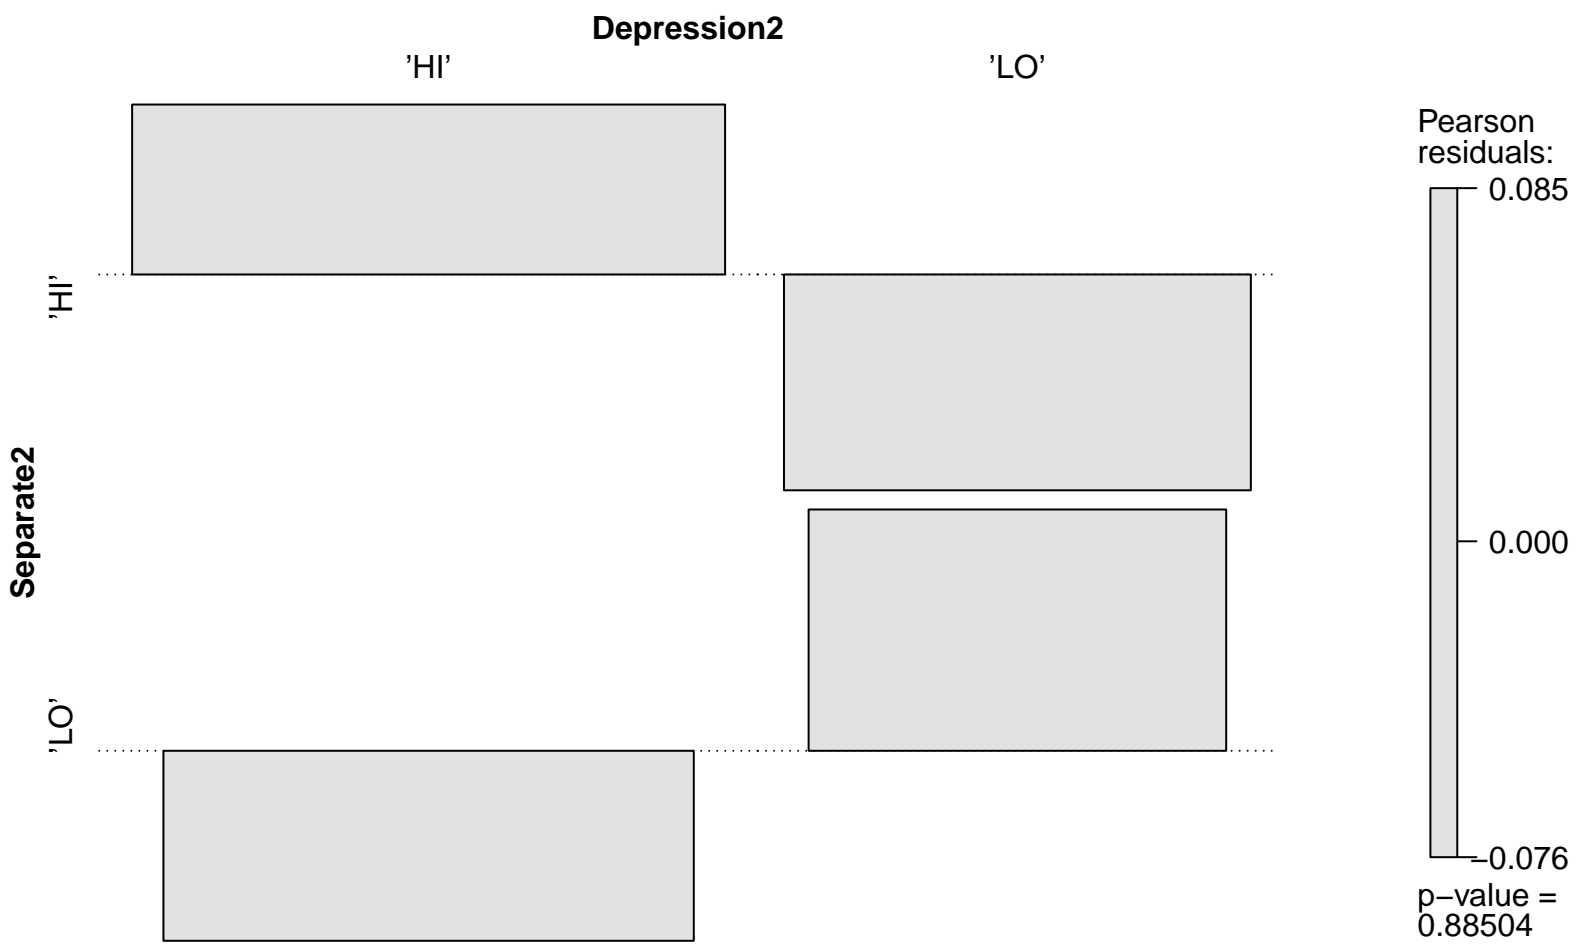 Depression2
’HI’
’LO’
Separate2
’HI’
’LO’
Pearson
residuals:
0.085
0.000
−0.076
p−value =
0.88504